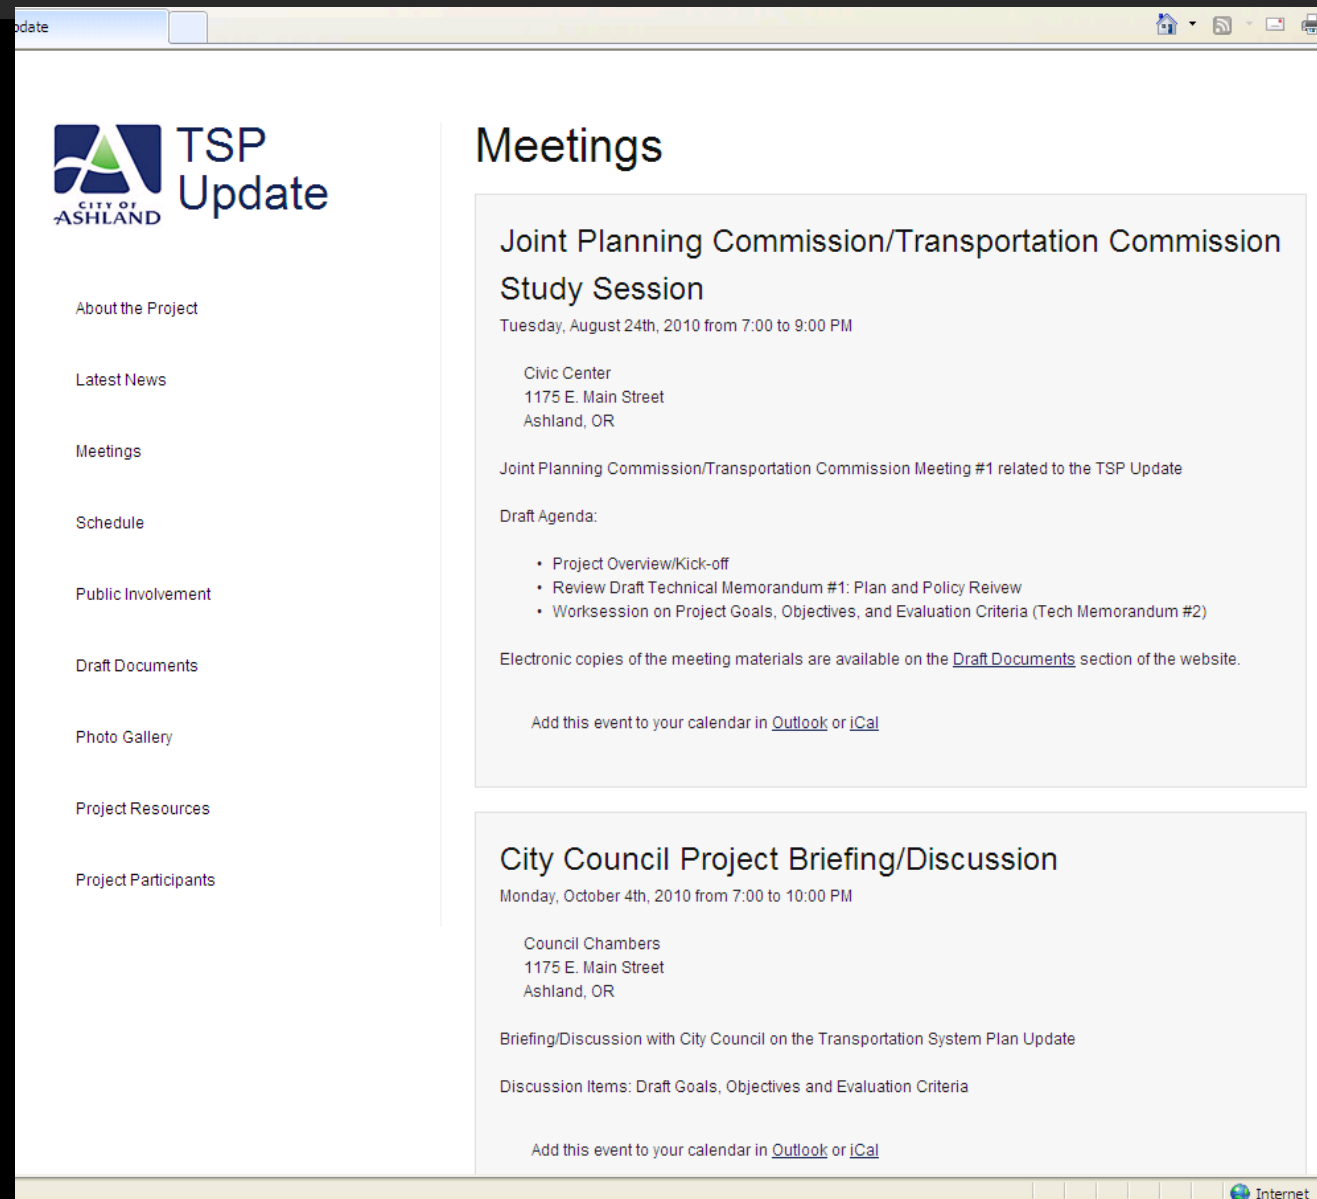 pdate
TSP
Update
CITY OF
ASHLAND
About the Project
Latest News
Meetings
Schedule
Public Involvement
Draft Documents
Photo Gallery
Project Resources
Project Participants
Meetings
Joint Planning Commission/Transportation Commission
Study Session
Tuesday, August 24th, 2010 from 7:00 to 9:00 PM
Civic Center
1175 E. Main Street
Ashland, OR
Joint Planning Commission/Transportation Commission Meeting #1 related to the TSP Update
Draft Agenda:
• Project Overview/Kick-off
• Review Draft Technical Memorandum #1: Plan and Policy Reivew
• Worksession on Project Goals, Objectives, and Evaluation Criteria (Tech Memorandum #2)
Electronic copies of the meeting materials are available on the Draft Documents section of the website.
Add this event to your calendar in Outlook or iCal
City Council Project Briefing/Discussion
Monday, October 4th, 2010 from 7:00 to 10:00 PM
Council Chambers
1175 E. Main Street
Ashland, OR
Briefing/Discussion with City Council on the Transportation System Plan Update
Discussion Items: Draft Goals, Objectives and Evaluation Criteria
Add this event to your calendar in Outlook or iCal
Internet